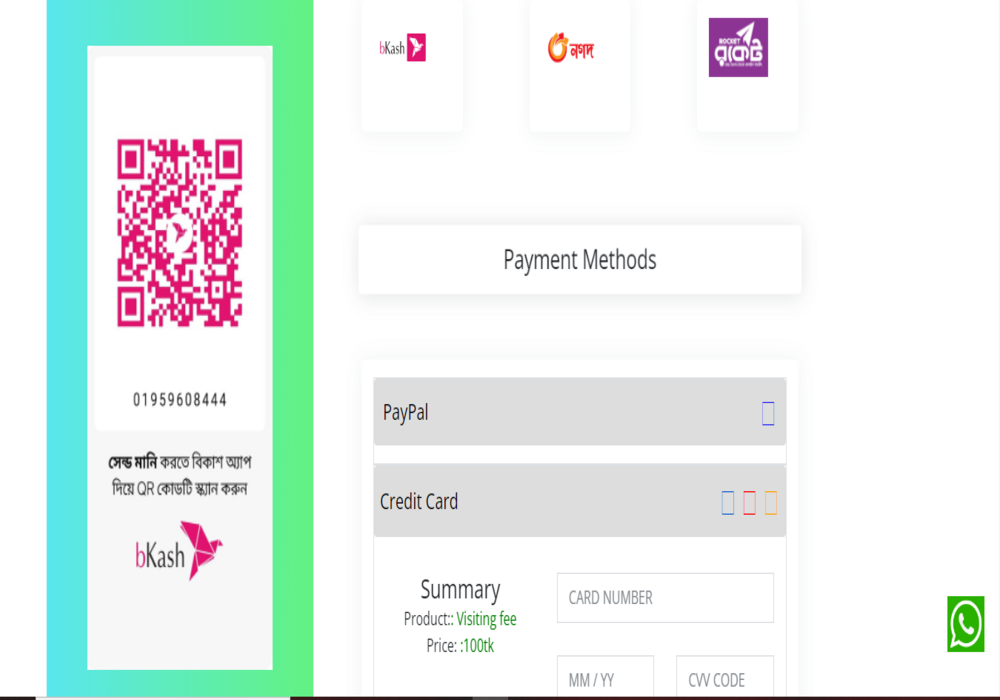 bKash
নগদ
ROCKET
রকেট
01959608444
সেন্ড মানি করতে বিকাশ অ্যাপ
দিয়ে QR কোডটি স্ক্যান করুন
bKash
Payment Methods
PayPal
Credit Card
Summary
Product:: Visiting fee
Price: :100tk
CARD NUMBER
MM / YY
CVV CODE